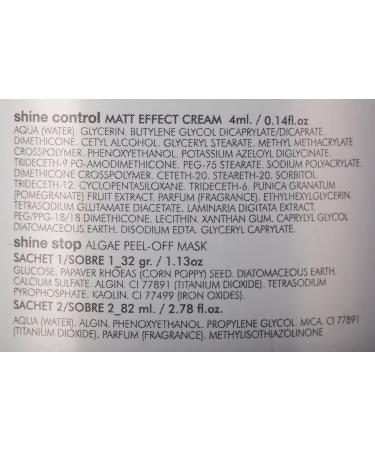 shine control MATT EFFECT CREAM 4ml. / 0.14fl.oz
AQUA (WATER). GLYCERIN. BUTYLENE GLYCOL DICAPRYLATE/DICAPRATE.
DIMETHICONE. CETYL ALCOHOL. GLYCERYL STEARATE. METHYL METHACRYLATE
CROSSPOLYMER. PHENOXYETHANOL. POTASSIUM AZELOYL DIGLYCINATE.
TRIDECETH-9 PG-AMODIMETHICONE. PEG-75 STEARATE. SODIUM POLYACRYLATE.
DIMETHICONE CROSSPOLYMER. CETETH-20. STEARETH-20. SORBITOL.
TRIDECETH-12. CYCLOPENTASILOXANE. TRIDECETH-6. PUNICA GRANATUM
(POMEGRANATE) FRUIT EXTRACT. PARFUM (FRAGRANCE). ETHYLHEXYLGLYCERIN.
TETRASODIUM GLUTAMATE DIACETATE. LAMINARIA DIGITATA EXTRACT.
PEG/PPG-18/18 DIMETHICONE. LECITHIN. XANTHAN GUM. CAPRYLYL GLYCOL
DIATOMACEOUS EARTH. DISODIUM EDTA. GLYCERYL CAPRYLATE.
shine stop ALGAE PEEL-OFF MASK
SACHET 1/SOBRE 1_32 gr. / 1.13oz
GLUCOSE. PAPAVER RHOEAS (CORN POPPY) SEED. DIATOMACEOUS EARTH.
CALCIUM SULFATE. ALGIN. CI 77891 (TITANIUM DIOXIDE). TETRASODIUM
PYROPHOSPHATE. KAOLIN. CI 77499 (IRON OXIDES).
SACHET 2/SOBRE 2_82 ml. / 2.78 fl.oz.
AQUA (WATER). ALGIN. PHENOXYETHANOL. PROPYLENE GLYCOL. MICA. CI 77891
(TITANIUM DIOXIDE). PARFUM (FRAGRANCE). METHYLISOTHIAZOLINONE